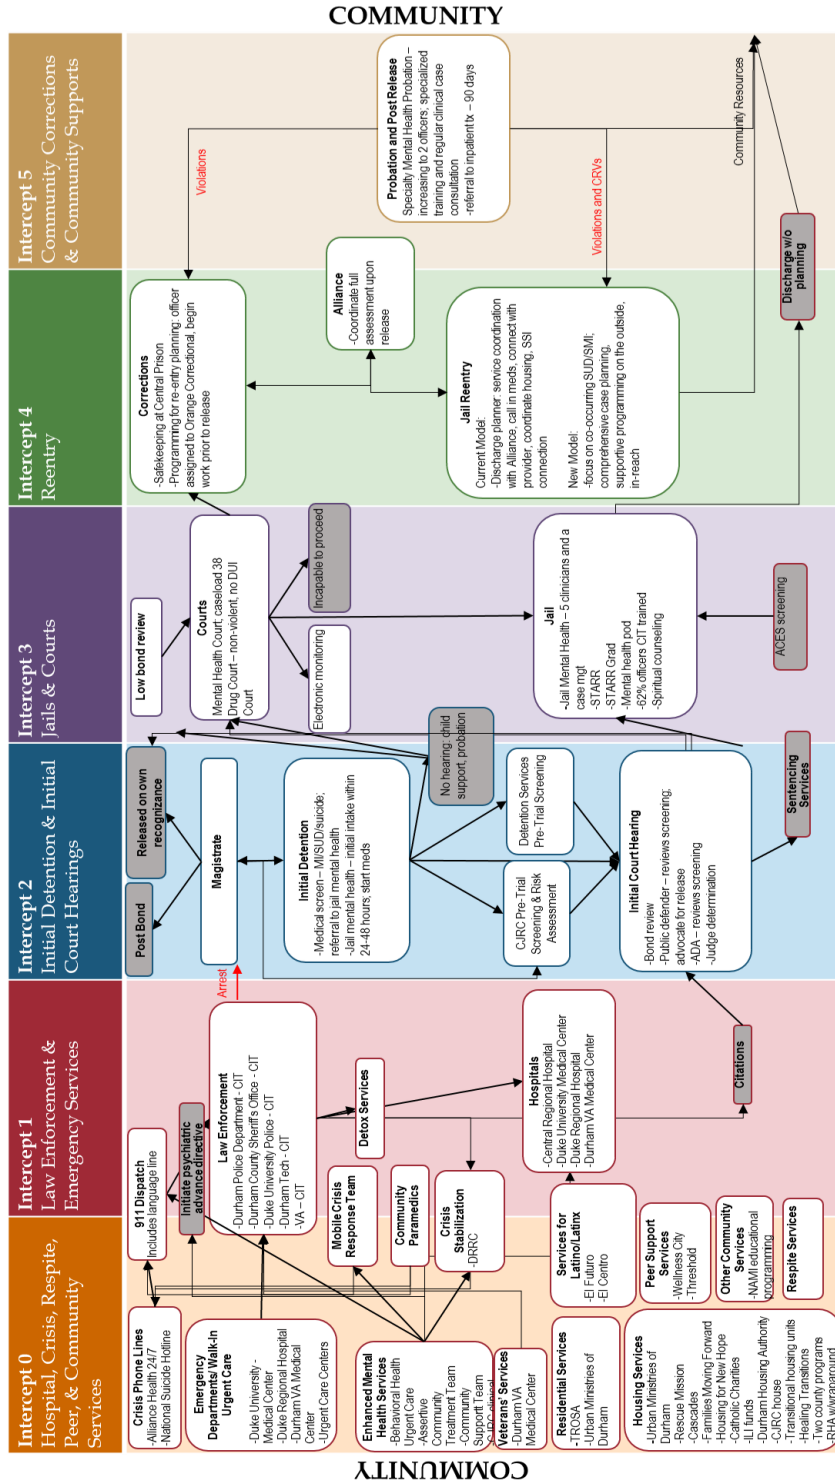 COMMUNITY
Intercept 0
Hospital, Crisis, Respite,
Peer, & Community
Services
Intercept 1
Law Enforcement &
Emergency Services
Intercept 2
Initial Detention & Initial
Court Hearings
Intercept 3
Jails & Courts
Intercept 4
Reentry
Intercept 5
Community Corrections
& Community Supports
Crisis Phone Lines
-Alliance Health 24/7
-National Suicide Hotline
Emergency
Departments/ Walk-In
Urgent Care
-Duke University -
Medical Center
-Duke Regional Hospital
-Durham VA Medical
Center
-Urgent Care Centers
Enhanced Mental
Health Services
-Behavioral Health
Urgent Care
-Assertive
Community
Treatment Team
-Community
Support Team
Veterans' Services
-Durham VA
Medical Center
Residential Services
-TROSA
-Urban Ministries of
Durham
Housing Services
-Urban Ministries of
Durham
-Rescue Mission
-Cascades
-Families Moving Forward
-Housing for New Hope
-Catholic Charities
-ILI funds
-Durham Housing Authority
-CJRC house
-Transitional housing units
-Healing Transitions
-Two county programs
-RHA w/wraparound
911 Dispatch
Includes language line
Initiate psychiatric
advance directive
Law Enforcement
-Durham Police Department - CIT
-Durham County Sheriff's Office - CIT
-Duke University Police - CIT
-Durham Tech - CIT
-VA – CIT
Mobile Crisis
Response Team
Detox Services
Community
Paramedics
Crisis
Stabilization
-DRRC
Hospitals
-Central Regional Hospital
-Duke University Medical Center
-Duke Regional Hospital
-Durham VA Medical Center
Services for
Latino/Latinx
-El Futuro
-El Centro
Peer Support
Services
-Wellness City
-Threshold
Other Community
Services
-NAMI educational
programming
Respite Services
Citations
Arrest
Post Bond
Released on own
recognizance
Magistrate
Initial Detention
-Medical screen – MI/SUD/suicide;
referral to jail mental health
-Jail mental health – initial intake within
24-48 hours; start meds
No hearing: child
support, probation
CJRC Pre-Trial
Screening & Risk
Assessment
Detention Services
Pre-Trial Screening
Initial Court Hearing
-Bond review
-Public defender – reviews screening;
advocate for release
-ADA – reviews screening
-Judge determination
Sentencing
Services
Low bond review
Courts
Mental Health Court, caseload 38
Drug Court – non-violent, no DUI
Court
Electronic monitoring
Incapable to proceed
Jail
-Jail Mental Health – 5 clinicians and a
case mgt
-STARR
-STARR Grad
-Mental health pod
-62% officers CIT trained
-Spiritual counseling
ACES screening
Corrections
-Safekeeping at Central Prison
-Programming for re-entry planning: officer
assigned to Orange Correctional, begin
work prior to release
Alliance
-Coordinate full
assessment upon
release
Jail Reentry
Current Model:
-Discharge planner: service coordination
with Alliance, call in meds, connect with
provider, coordinate housing, SSI
connection
New Model:
-focus on co-occurring SUD/SMI;
comprehensive case planning,
supportive programming on the outside,
in-reach
Discharge w/o
planning
Violations
Probation and Post Release
Specialty Mental Health Probation –
increasing to 2 officers; specialized
training and regular clinical case
consultation
-referral to inpatient tx – 90 days
Violations and CRVs
Community Resources
COMMUNITY